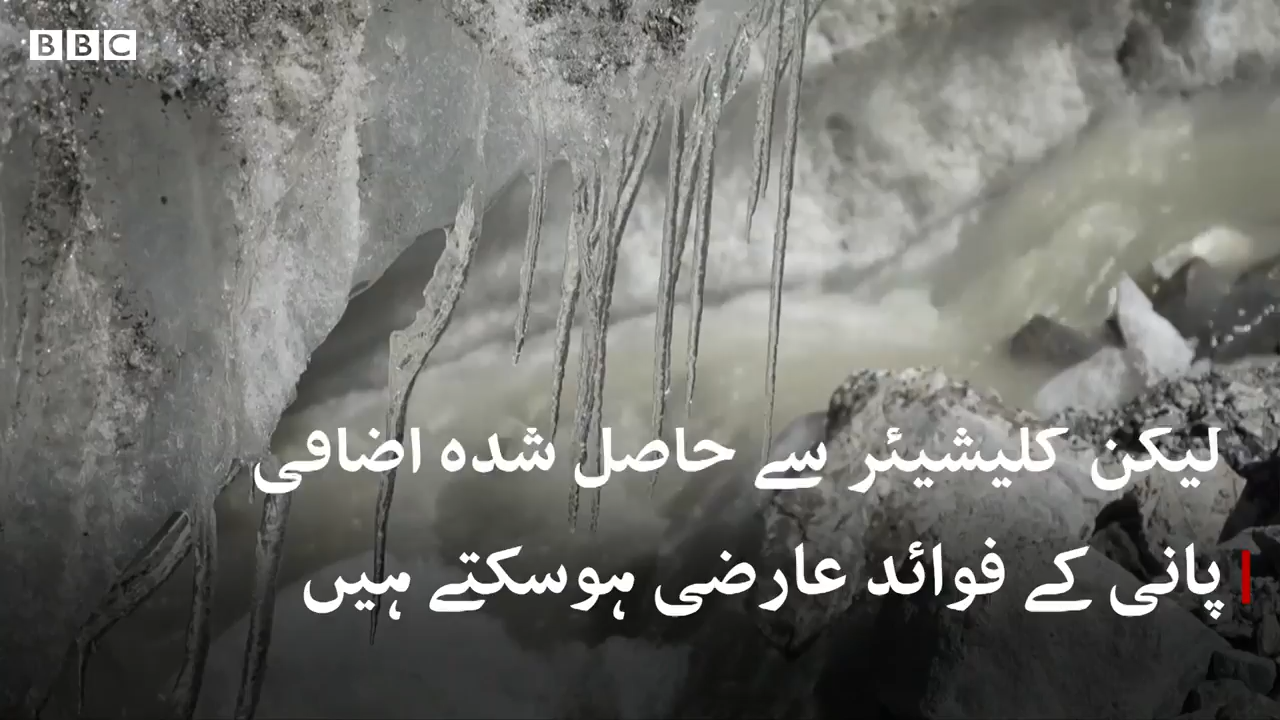 BBC
لیکن کلیشیئر سے حاصل شدہ اضافی
پانی کے فوائد عارضی ہوسکتے ہیں